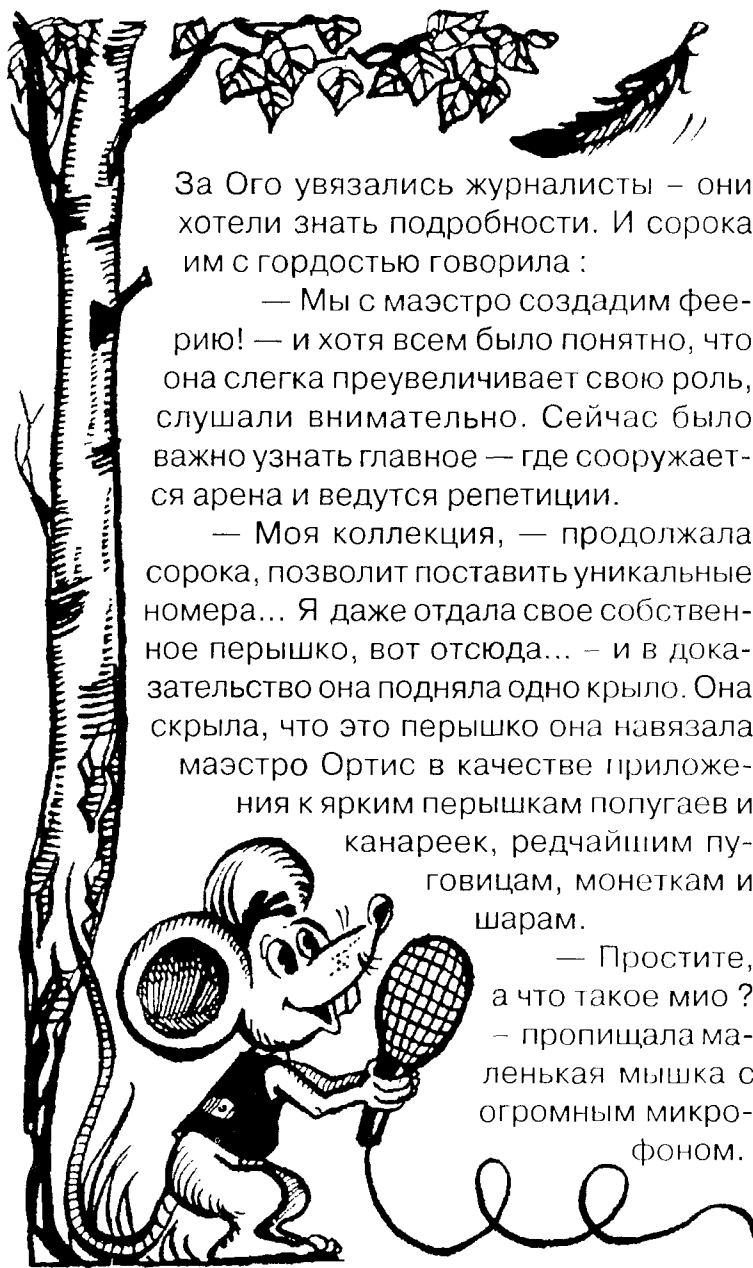 За Ого увязались журналисты – они
хотели знать подробности. И сорока
им с гордостью говорила :
— Мы с маэстро создадим фее-
рию! — и хотя всем было понятно, что
она слегка преувеличивает свою роль,
слушали внимательно. Сейчас было
важно узнать главное — где сооружает-
ся арена и ведутся репетиции.
— Моя коллекция, — продолжала
сорока, позволит поставить уникальные
номера... Я даже отдала свое собствен-
ное перышко, вот отсюда... – и в дока-
зательство она подняла одно крыло. Она
скрыла, что это перышко она навязала
маэстро Ортис в качестве приложе-
ния к ярким перышкам попугаев и
канареек, редчайшим пу-
говицам, монеткам и
шарам.
— Простите,
а что такое мио ?
– пропищала ма-
ленькая мышка с
огромным микро-
фоном.